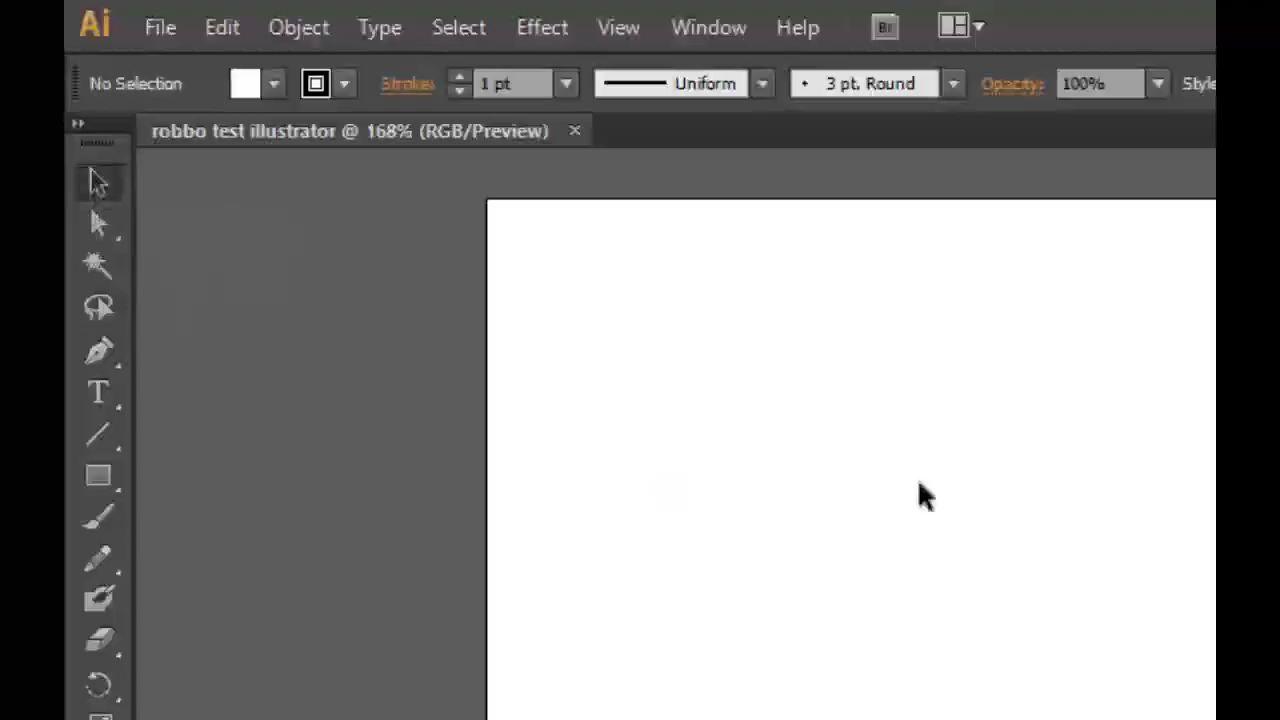 Ai File Edit Object Type Select Effect View Window Help Br
No Selection Stroke: 1 pt Uniform 3 pt. Round Opacity: 100% Style
robbo test illustrator @ 168% (RGB/Preview) ×
T